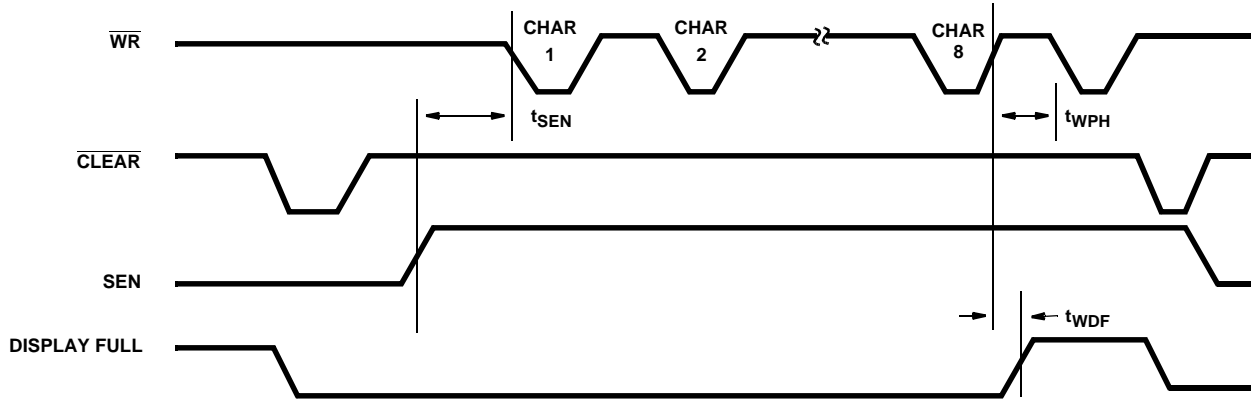 WR
CHAR
1
CHAR
2
CHAR
8
tSEN
tWPH
CLEAR
SEN
tWDF
DISPLAY FULL